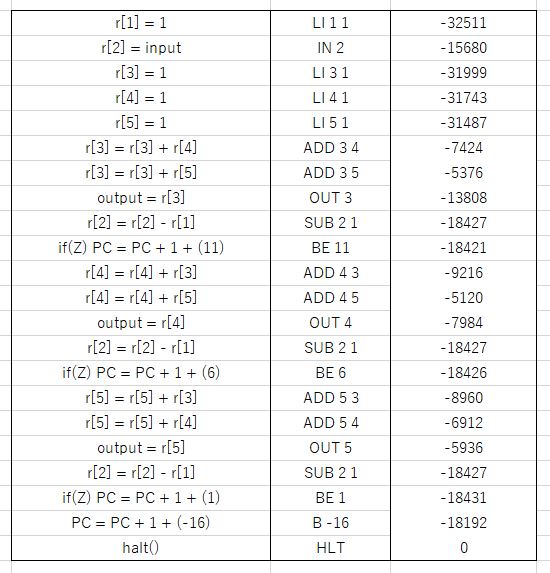 r[1] = 1 LI 1 1 -32511
r[2] = input IN 2 -15680
r[3] = 1 LI 3 1 -31999
r[4] = 1 LI 4 1 -31743
r[5] = 1 LI 5 1 -31487
r[3] = r[3] + r[4] ADD 3 4 -7424
r[3] = r[3] + r[5] ADD 3 5 -5376
output = r[3] OUT 3 -13808
r[2] = r[2] - r[1] SUB 2 1 -18427
if(Z) PC = PC + 1 + (11) BE 11 -18421
r[4] = r[4] + r[3] ADD 4 3 -9216
r[4] = r[4] + r[5] ADD 4 5 -5120
output = r[4] OUT 4 -7984
r[2] = r[2] - r[1] SUB 2 1 -18427
if(Z) PC = PC + 1 + (6) BE 6 -18426
r[5] = r[5] + r[3] ADD 5 3 -8960
r[5] = r[5] + r[4] ADD 5 4 -6912
output = r[5] OUT 5 -5936
r[2] = r[2] - r[1] SUB 2 1 -18427
if(Z) PC = PC + 1 + (1) BE 1 -18431
PC = PC + 1 + (-16) B -16 -18192
halt() HLT 0